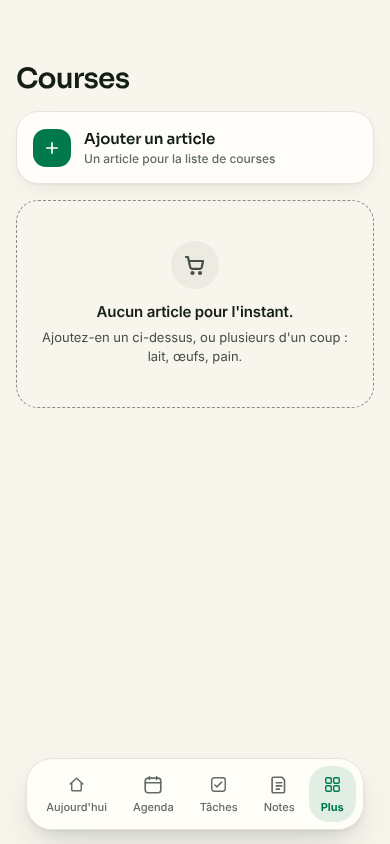 Courses
Ajouter un article
Un article pour la liste de courses
Aucun article pour l'instant.
Ajoutez-en un ci-dessus, ou plusieurs d'un coup :
lait, œufs, pain.
Aujourd'hui
Agenda
Tâches
Notes
Plus